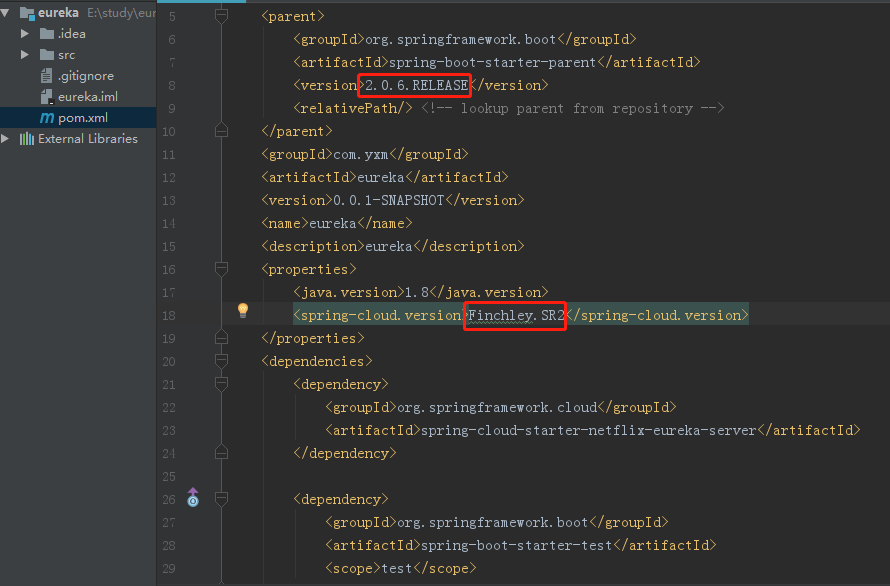 eureka E:\study\eur
.idea
src
.gitignore
eureka.iml
pom.xml
External Libraries
5 <parent>
6 <groupId>org.springframework.boot</groupId>
7 <artifactId>spring-boot-starter-parent</artifactId>
8 <version>2.0.6.RELEASE</version>
9 <relativePath/> <!-- lookup parent from repository -->
10 </parent>
11 <groupId>com.yxm</groupId>
12 <artifactId>eureka</artifactId>
13 <version>0.0.1-SNAPSHOT</version>
14 <name>eureka</name>
15 <description>eureka</description>
16 <properties>
17 <java.version>1.8</java.version>
18 <spring-cloud.version>Finchley.SR2</spring-cloud.version>
19 </properties>
20 <dependencies>
21 <dependency>
22 <groupId>org.springframework.cloud</groupId>
23 <artifactId>spring-cloud-starter-netflix-eureka-server</artifactId>
24 </dependency>
25
26 <dependency>
27 <groupId>org.springframework.boot</groupId>
28 <artifactId>spring-boot-starter-test</artifactId>
29 <scope>test</scope>